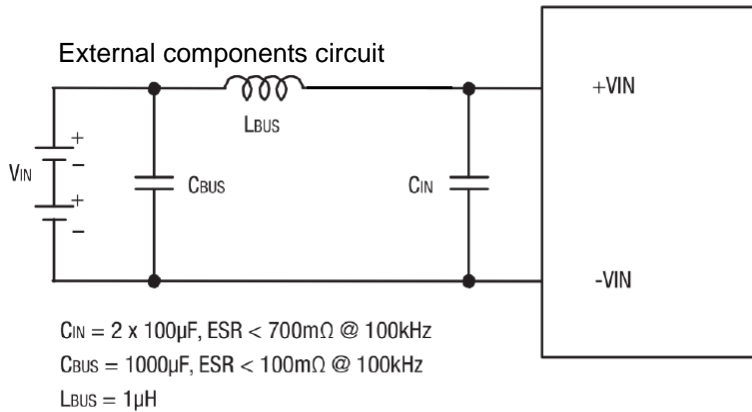 External components circuit
LBUS
+VIN
+
−
VIN
CBUS
CIN
+
−
-VIN
CIN = 2 x 100µF, ESR < 700mΩ @ 100kHz
CBUS = 1000µF, ESR < 100mΩ @ 100kHz
LBUS = 1µH